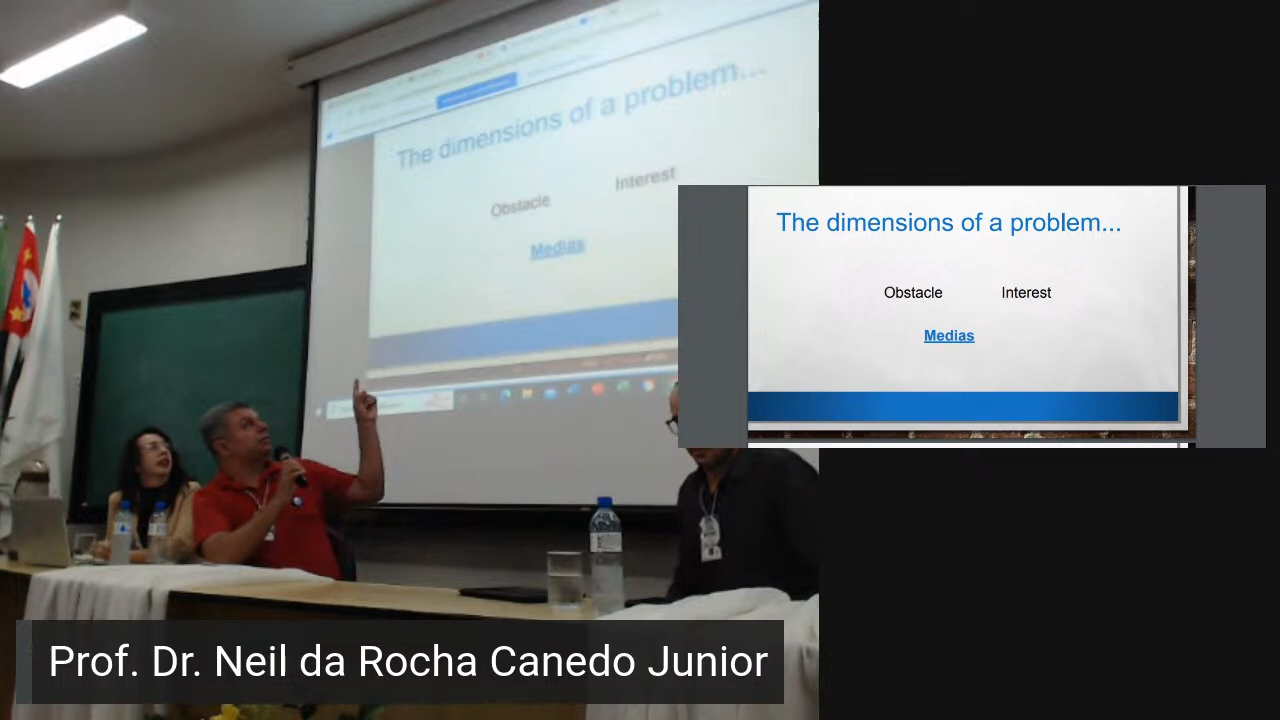 The dimensions of a problem...
Interest
Obstacle
Medias
The dimensions of a problem...
Obstacle Interest
Medias
Prof. Dr. Neil da Rocha Canedo Junior